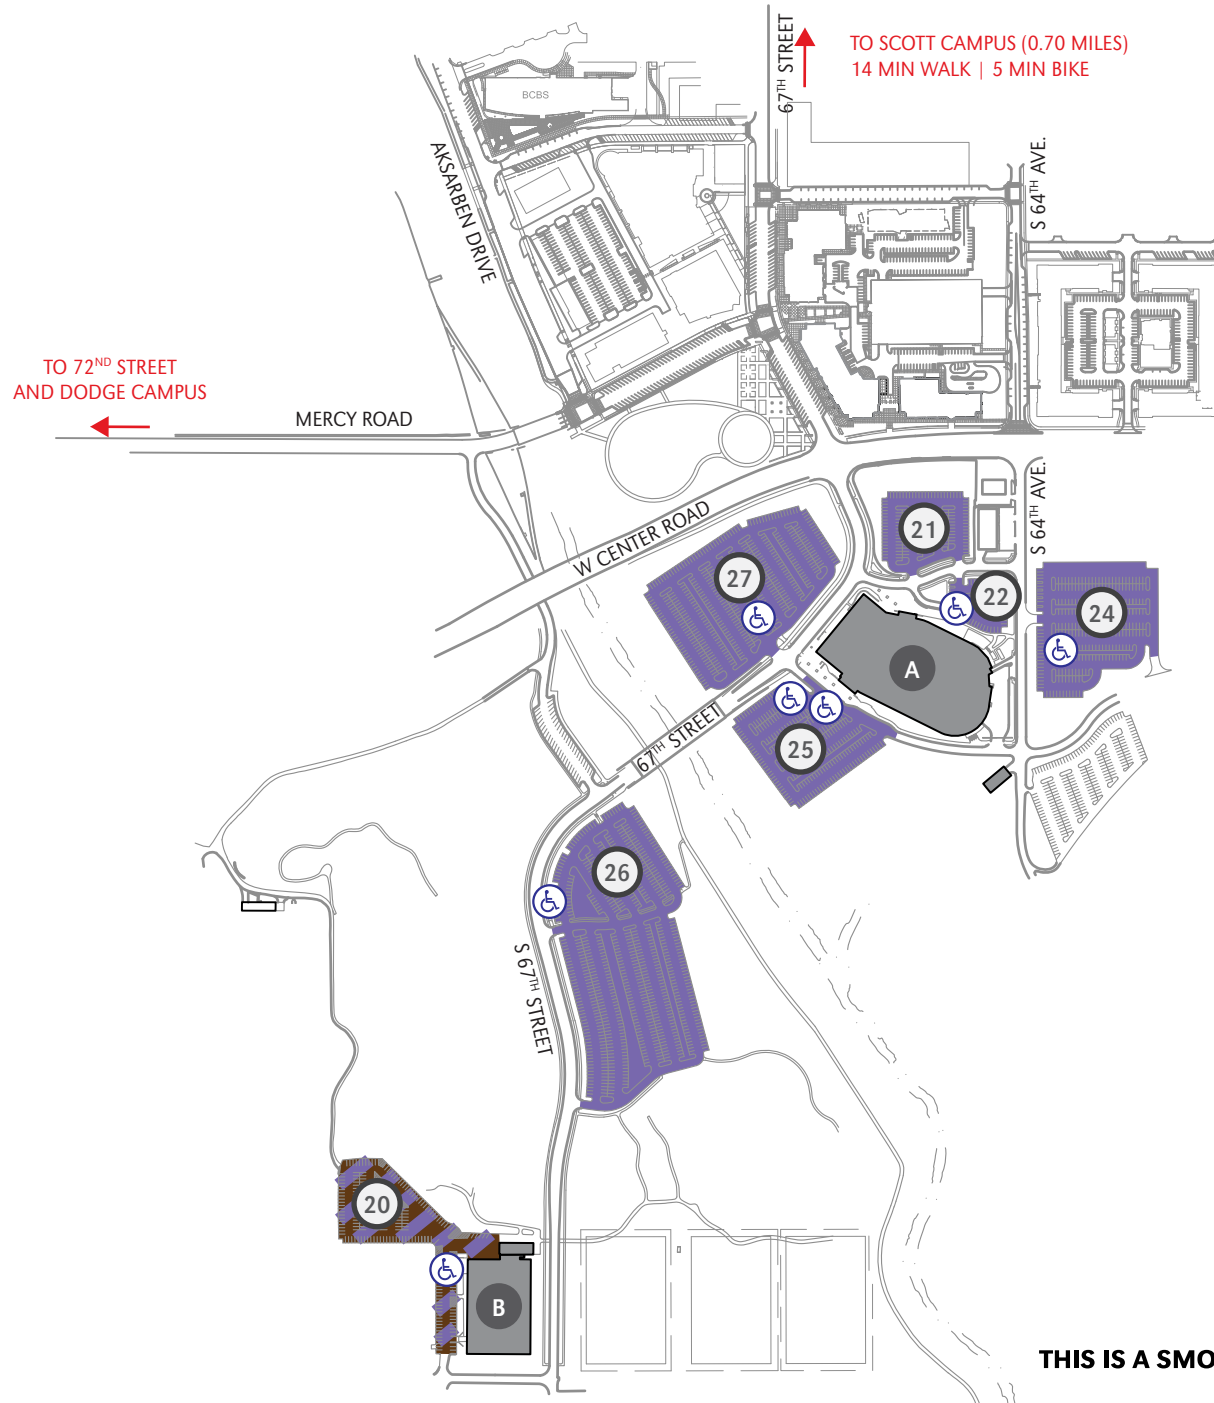 67TH STREET
TO SCOTT CAMPUS (0.70 MILES)
14 MIN WALK | 5 MIN BIKE
BCBS
AKSARBEN DRIVE
S 64TH AVE.
TO 72ND STREET
AND DODGE CAMPUS
MERCY ROAD
W CENTER ROAD
S 64TH AVE.
21
27
22
24
A
67TH STREET
25
26
S 67TH STREET
20
B
THIS IS A SMO